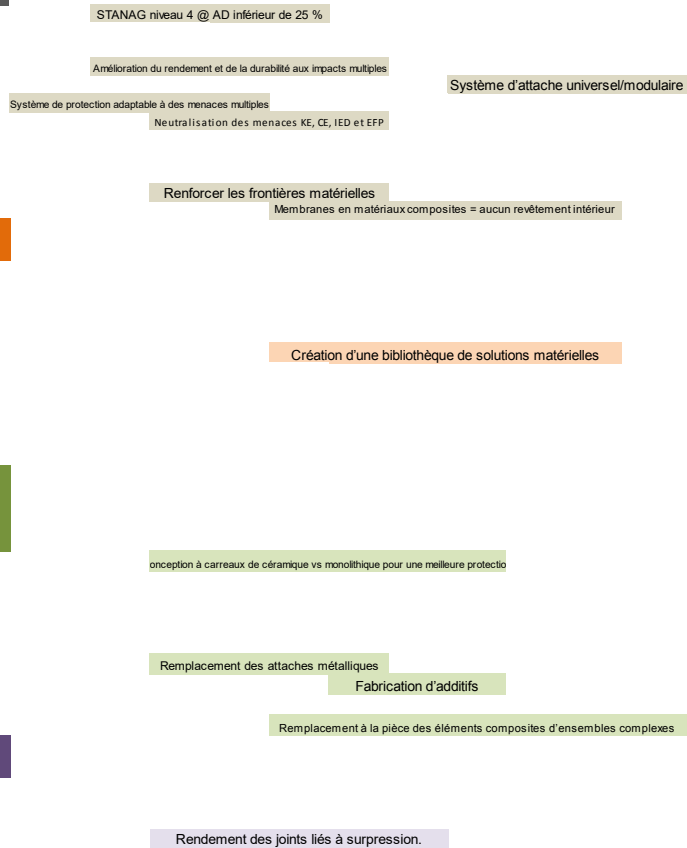 STANAG niveau 4 @ AD inférieur de 25 %
Amélioration du rendement et de la durabilité aux impacts multiples
Système d’attache universel/modulaire
Système de protection adaptable à des menaces multiples
Neutralisation des menaces KE, CE, IED et EFP
Renforcer les frontières matérielles
Membranes en matériaux composites = aucun revêtement intérieur
Création d’une bibliothèque de solutions matérielles
onception à carreaux de céramique vs monolithique pour une meilleure protectio
Remplacement des attaches métalliques
Fabrication d’additifs
Remplacement à la pièce des éléments composites d’ensembles complexes
Rendement des joints liés à surpression.